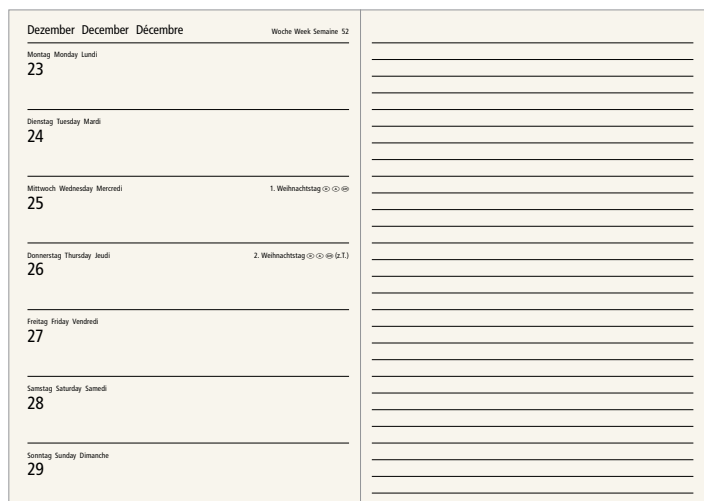 Dezember December Décembre Woche Week Semaine 52
Montag Monday Lundi
23
Dienstag Tuesday Mardi
24
Mittwoch Wednesday Mercredi 1. Weihnachtstag
25
Donnerstag Thursday Jeudi 2. Weihnachtstag (z.T.)
26
Freitag Friday Vendredi
27
Samstag Saturday Samedi
28
Sonntag Sunday Dimanche
29